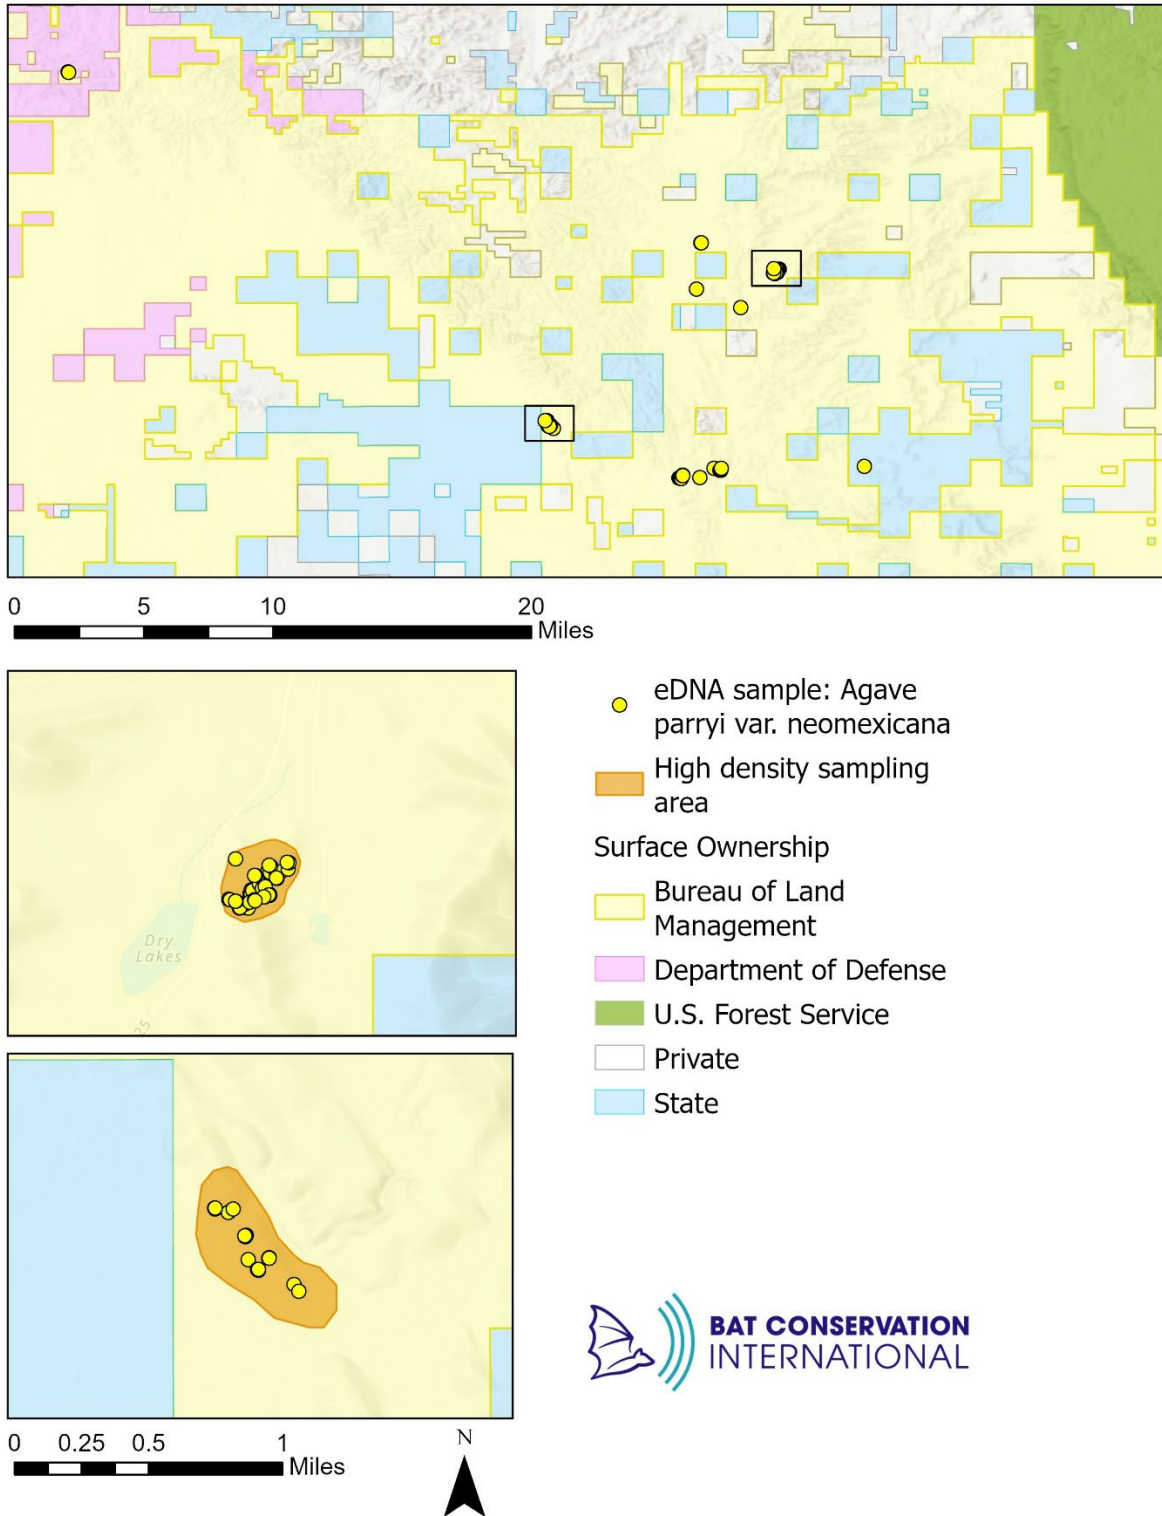 0 5 10 20
Miles
eDNA sample: Agave
parryi var. neomexicana
High density sampling
area
Surface Ownership
Bureau of Land
Management
Department of Defense
U.S. Forest Service
Private
State
Dry
Lakes
BAT CONSERVATION
INTERNATIONAL
0 0.25 0.5 1
Miles
N